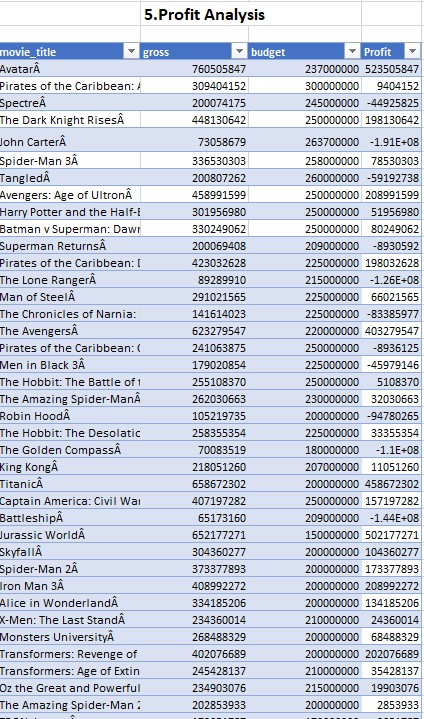 5.Profit Analysis
movie_title gross budget Profit
AvatarÂ 760505847 237000000 523505847
Pirates of the Caribbean: A 309404152 300000000 9404152
SpectreÂ 200074175 245000000 -44925825
The Dark Knight RisesÂ 448130642 250000000 198130642
John CarterÂ 73058679 263700000 -1.91E+08
Spider-Man 3Â 336530303 258000000 78530303
TangledÂ 200807262 260000000 -59192738
Avengers: Age of UltronÂ 458991599 250000000 208991599
Harry Potter and the Half-B 301956980 250000000 51956980
Batman v Superman: Dawn 330249062 250000000 80249062
Superman ReturnsÂ 200069408 209000000 -8930592
Pirates of the Caribbean: D 423032628 225000000 198032628
The Lone RangerÂ 89289910 215000000 -1.26E+08
Man of SteelÂ 291021565 225000000 66021565
The Chronicles of Narnia: 141614023 225000000 -83385977
The AvengersÂ 623279547 220000000 403279547
Pirates of the Caribbean: O 241063875 250000000 -8936125
Men in Black 3Â 179020854 225000000 -45979146
The Hobbit: The Battle of t 255108370 250000000 5108370
The Amazing Spider-ManÂ 262030663 230000000 32030663
Robin HoodÂ 105219735 200000000 -94780265
The Hobbit: The Desolatic 258355354 225000000 33355354
The Golden CompassÂ 70083519 180000000 -1.1E+08
King KongÂ 218051260 207000000 11051260
TitanicÂ 658672302 200000000 458672302
Captain America: Civil War 407197282 250000000 157197282
BattleshipÂ 65173160 209000000 -1.44E+08
Jurassic WorldÂ 652177271 150000000 502177271
SkyfallÂ 304360277 200000000 104360277
Spider-Man 2Â 373377893 200000000 173377893
Iron Man 3Â 408992272 200000000 208992272
Alice in WonderlandÂ 334185206 200000000 134185206
X-Men: The Last StandÂ 234360014 210000000 24360014
Monsters UniversityÂ 268488329 200000000 68488329
Transformers: Revenge of 402076689 200000000 202076689
Transformers: Age of Extin 245428137 210000000 35428137
Oz the Great and Powerful 234903076 215000000 19903076
The Amazing Spider-Man 2 202853933 200000000 2853933